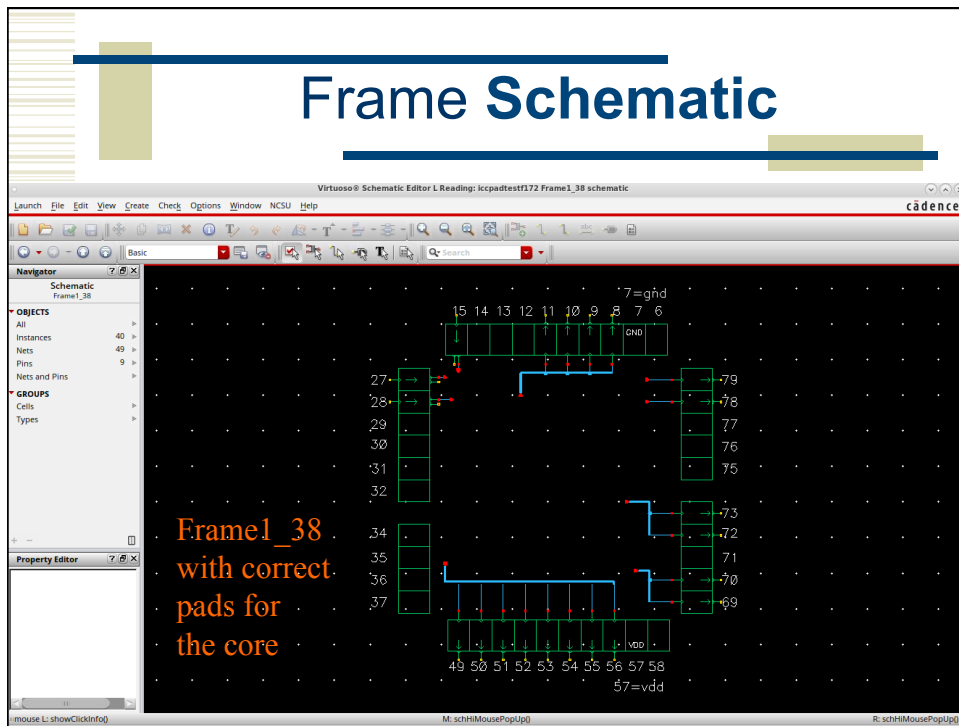 Frame Schematic
Virtuoso® Schematic Editor L Reading: iccpadtestf172 Frame1_38 schematic
Launch File Edit View Create Check Options Window NCSU Help
cādence
Basic
Search
Navigator
Schematic
Frame1_38
OBJECTS
All
Instances 40
Nets 49
Pins 9
Nets and Pins
GROUPS
Cells
Types
Property Editor
7=gnd
15 14 13 12 11 10 9 8 7 6
GND
27
28
29
30
31
32
34
35
36
37
79
78
77
76
75
73
72
71
70
69
VDD
49 50 51 52 53 54 55 56 57 58
57=vdd
Frame1_38
with correct
pads for
the core
mouse L: showClickInfo()
M: schHiMousePopUp()
R: schHiMousePopUp()